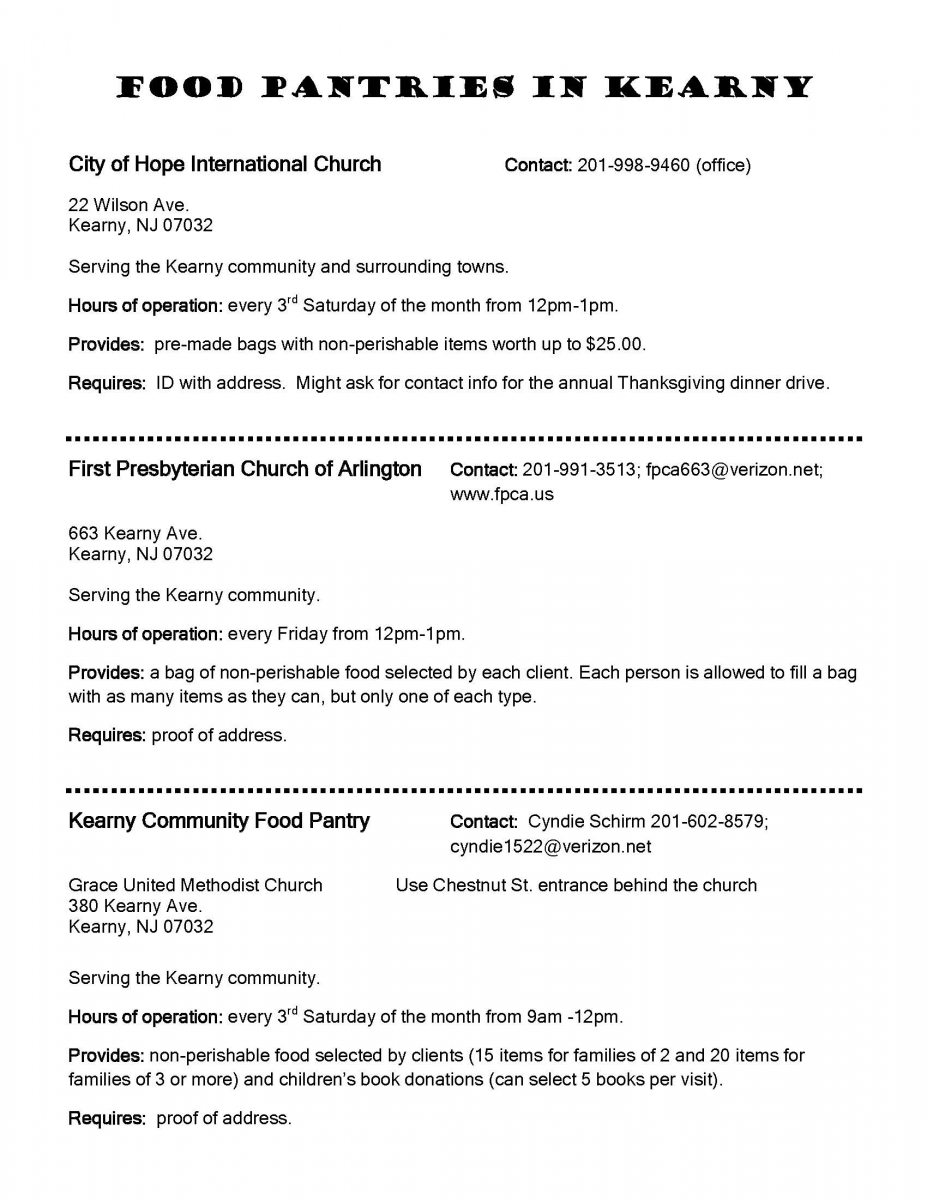 FOOD PANTRIES IN KEARNY
City of Hope International Church Contact: 201-998-9460 (office)
22 Wilson Ave.
Kearny, NJ 07032
Serving the Kearny community and surrounding towns.
Hours of operation: every 3rd Saturday of the month from 12pm-1pm.
Provides: pre-made bags with non-perishable items worth up to $25.00.
Requires: ID with address. Might ask for contact info for the annual Thanksgiving dinner drive.
First Presbyterian Church of Arlington Contact: 201-991-3513; fpca663@verizon.net;
www.fpca.us
663 Kearny Ave.
Kearny, NJ 07032
Serving the Kearny community.
Hours of operation: every Friday from 12pm-1pm.
Provides: a bag of non-perishable food selected by each client. Each person is allowed to fill a bag
with as many items as they can, but only one of each type.
Requires: proof of address.
Kearny Community Food Pantry Contact: Cyndie Schirm 201-602-8579;
cyndie1522@verizon.net
Grace United Methodist Church Use Chestnut St. entrance behind the church
380 Kearny Ave.
Kearny, NJ 07032
Serving the Kearny community.
Hours of operation: every 3rd Saturday of the month from 9am -12pm.
Provides: non-perishable food selected by clients (15 items for families of 2 and 20 items for
families of 3 or more) and children's book donations (can select 5 books per visit).
Requires: proof of address.